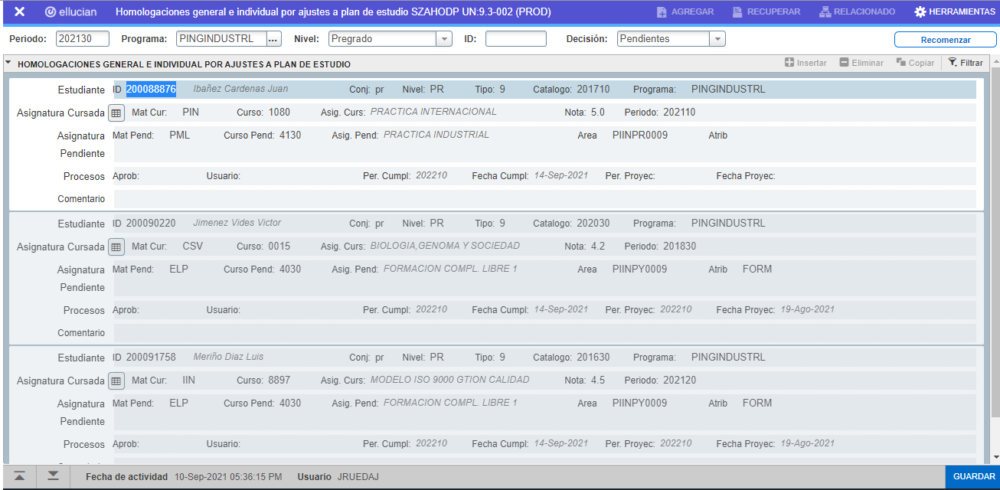 ellucian Homologaciones general e individual por ajustes a plan de estudio SZAHODP UN:9.3-002 (PROD) AGREGAR RECUPERAR RELACIONADO HERRAMIENTAS
Periodo: 202130 Programa: PINGINDUSTRL ... Nivel: Pregrado ID: Decisión: Pendientes Recomenzar
HOMOLOGACIONES GENERAL E INDIVIDUAL POR AJUSTES A PLAN DE ESTUDIO Insertar Eliminar Copiar Filtrar
Estudiante ID 200088876 Ibañez Cardenas Juan Conj: pr Nivel: PR Tipo: 9 Catalogo: 201710 Programa: PINGINDUSTRL
Asignatura Cursada Mat Cur: PIN Curso: 1080 Asig. Curs: PRACTICA INTERNACIONAL Nota: 5.0 Periodo: 202110
Asignatura Mat Pend: PML Curso Pend: 4130 Asig. Pend: PRACTICA INDUSTRIAL Area PIINPR0009 Atrib
Pendiente
Procesos Aprob: Usuario: Per. Cumpl: 202210 Fecha Cumpl: 14-Sep-2021 Per. Proyec: Fecha Proyec:
Comentario
Estudiante ID 200090220 Jimenez Vides Victor Conj: pr Nivel: PR Tipo: 9 Catalogo: 202030 Programa: PINGINDUSTRL
Asignatura Cursada Mat Cur: CSV Curso: 0015 Asig. Curs: BIOLOGIA,GENOMA Y SOCIEDAD Nota: 4.2 Periodo: 201830
Asignatura Mat Pend: ELP Curso Pend: 4030 Asig. Pend: FORMACION COMPL. LIBRE 1 Area PIINPY0009 Atrib FORM
Pendiente
Procesos Aprob: Usuario: Per. Cumpl: 202210 Fecha Cumpl: 14-Sep-2021 Per. Proyec: 202210 Fecha Proyec: 19-Ago-2021
Comentario
Estudiante ID 200091758 Meriño Diaz Luis Conj: pr Nivel: PR Tipo: 9 Catalogo: 201630 Programa: PINGINDUSTRL
Asignatura Cursada Mat Cur: IIN Curso: 8897 Asig. Curs: MODELO ISO 9000 GTION CALIDAD Nota: 4.5 Periodo: 202120
Asignatura Mat Pend: ELP Curso Pend: 4030 Asig. Pend: FORMACION COMPL. LIBRE 1 Area PIINPY0009 Atrib FORM
Pendiente
Procesos Aprob: Usuario: Per. Cumpl: 202210 Fecha Cumpl: 14-Sep-2021 Per. Proyec: 202210 Fecha Proyec: 19-Ago-2021
Fecha de actividad 10-Sep-2021 05:36:15 PM Usuario JRUEDAJ GUARDAR